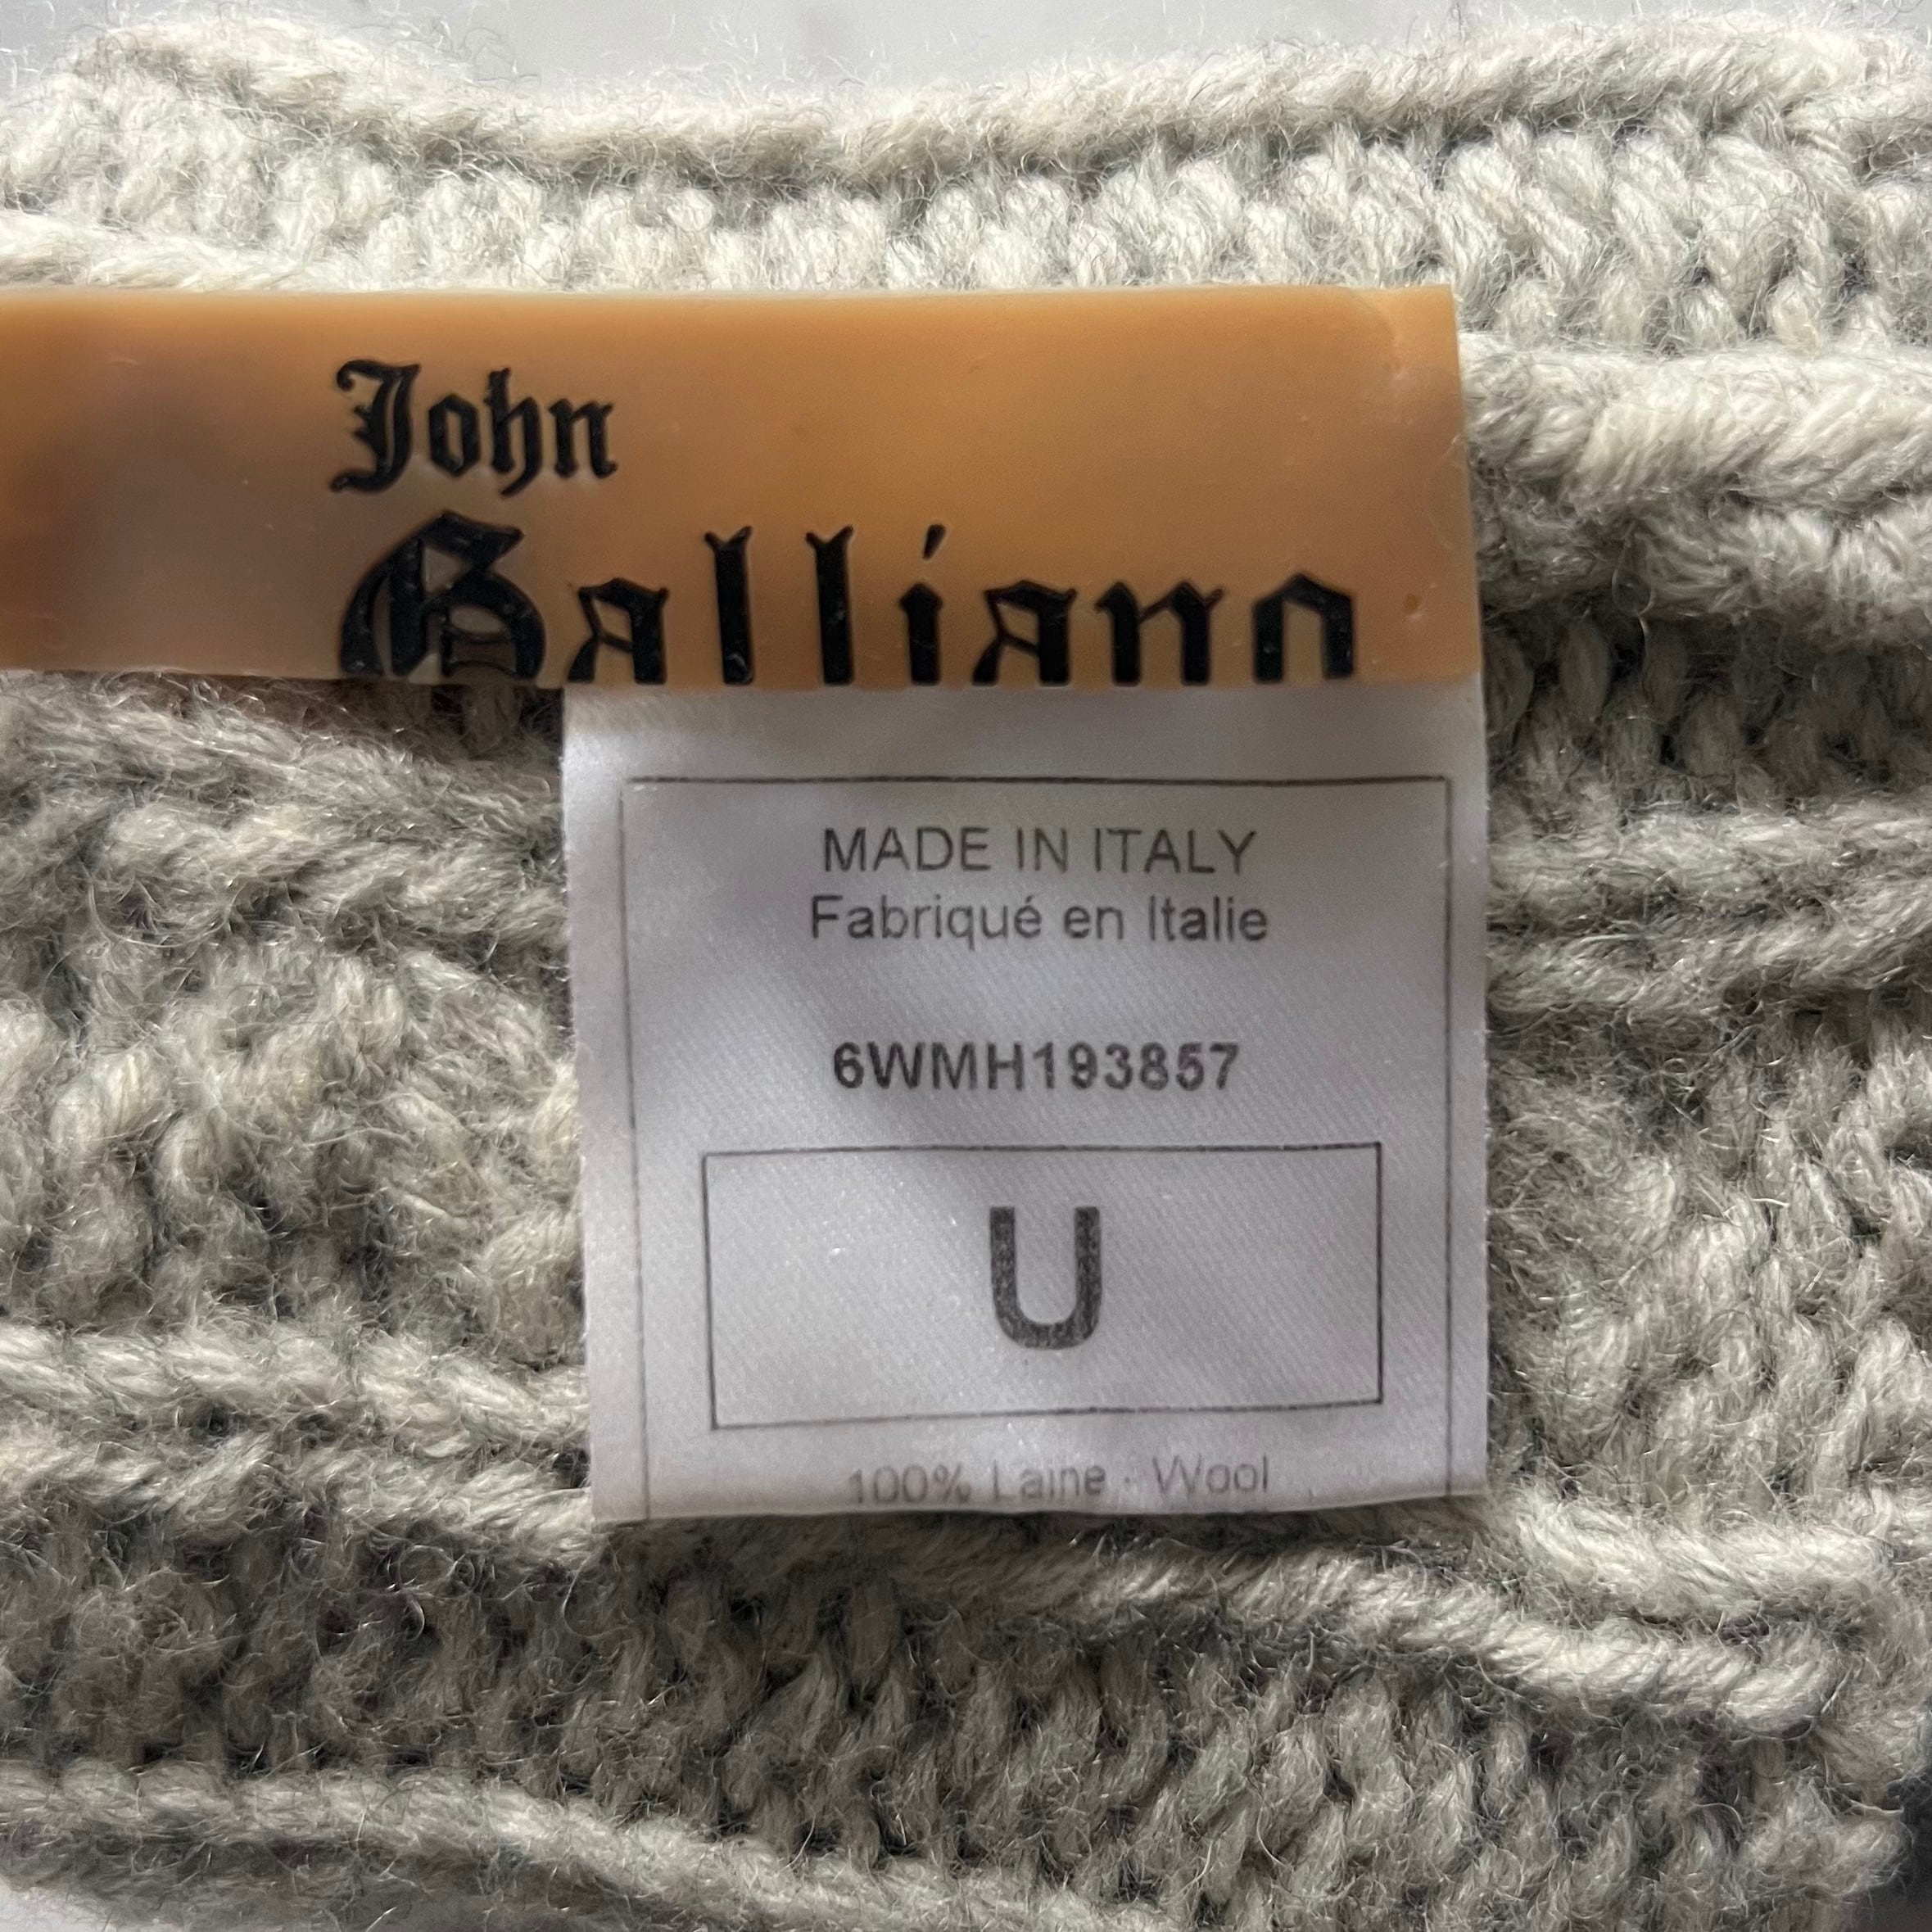 John
Galliano
MADE IN ITALY
Fabriqué en Italie
6WMH193857
U
100% Laine - Wool